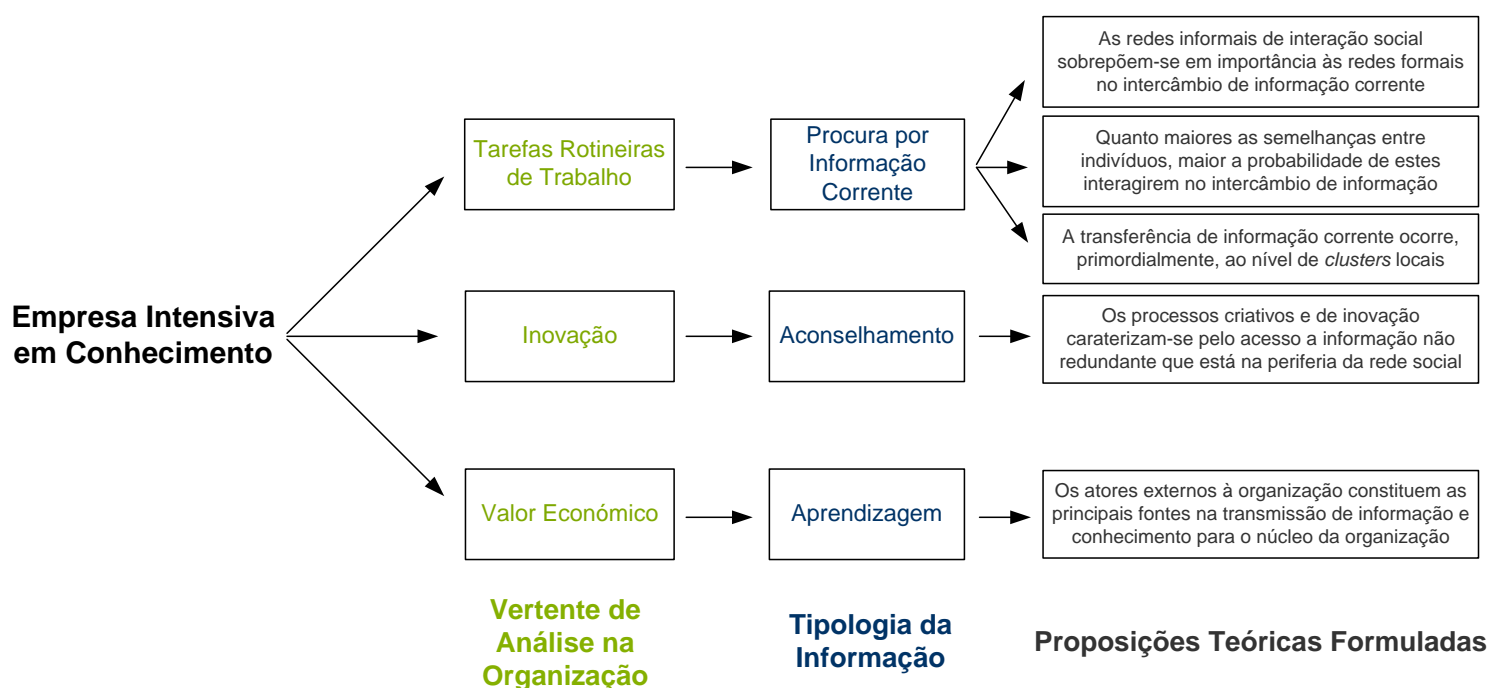 Empresa Intensiva
em Conhecimento
Tarefas Rotineiras
de Trabalho
Procura por
Informação
Corrente
As redes informais de interação social
sobrepõem-se em importância às redes formais
no intercâmbio de informação corrente
Quanto maiores as semelhanças entre
indivíduos, maior a probabilidade de estes
interagirem no intercâmbio de informação
A transferência de informação corrente ocorre,
primordialmente, ao nível de clusters locais
Inovação
Aconselhamento
Os processos criativos e de inovação
caraterizam-se pelo acesso a informação não
redundante que está na periferia da rede social
Valor Económico
Aprendizagem
Os atores externos à organização constituem as
principais fontes na transmissão de informação e
conhecimento para o núcleo da organização
Vertente de
Análise na
Organização
Tipologia da
Informação
Proposições Teóricas Formuladas